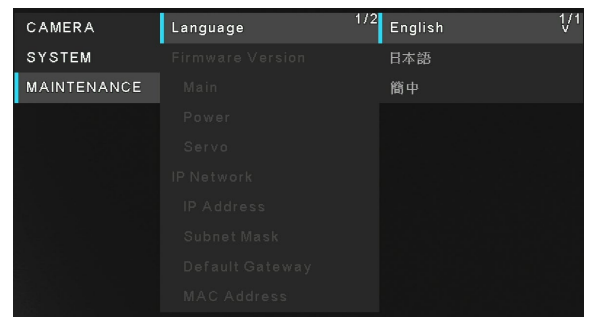 CAMERA
SYSTEM
MAINTENANCE
Language 1/2
Firmware Version
Main
Power
Servo
IP Network
IP Address
Subnet Mask
Default Gateway
MAC Address
English 1/1
日本語
簡中